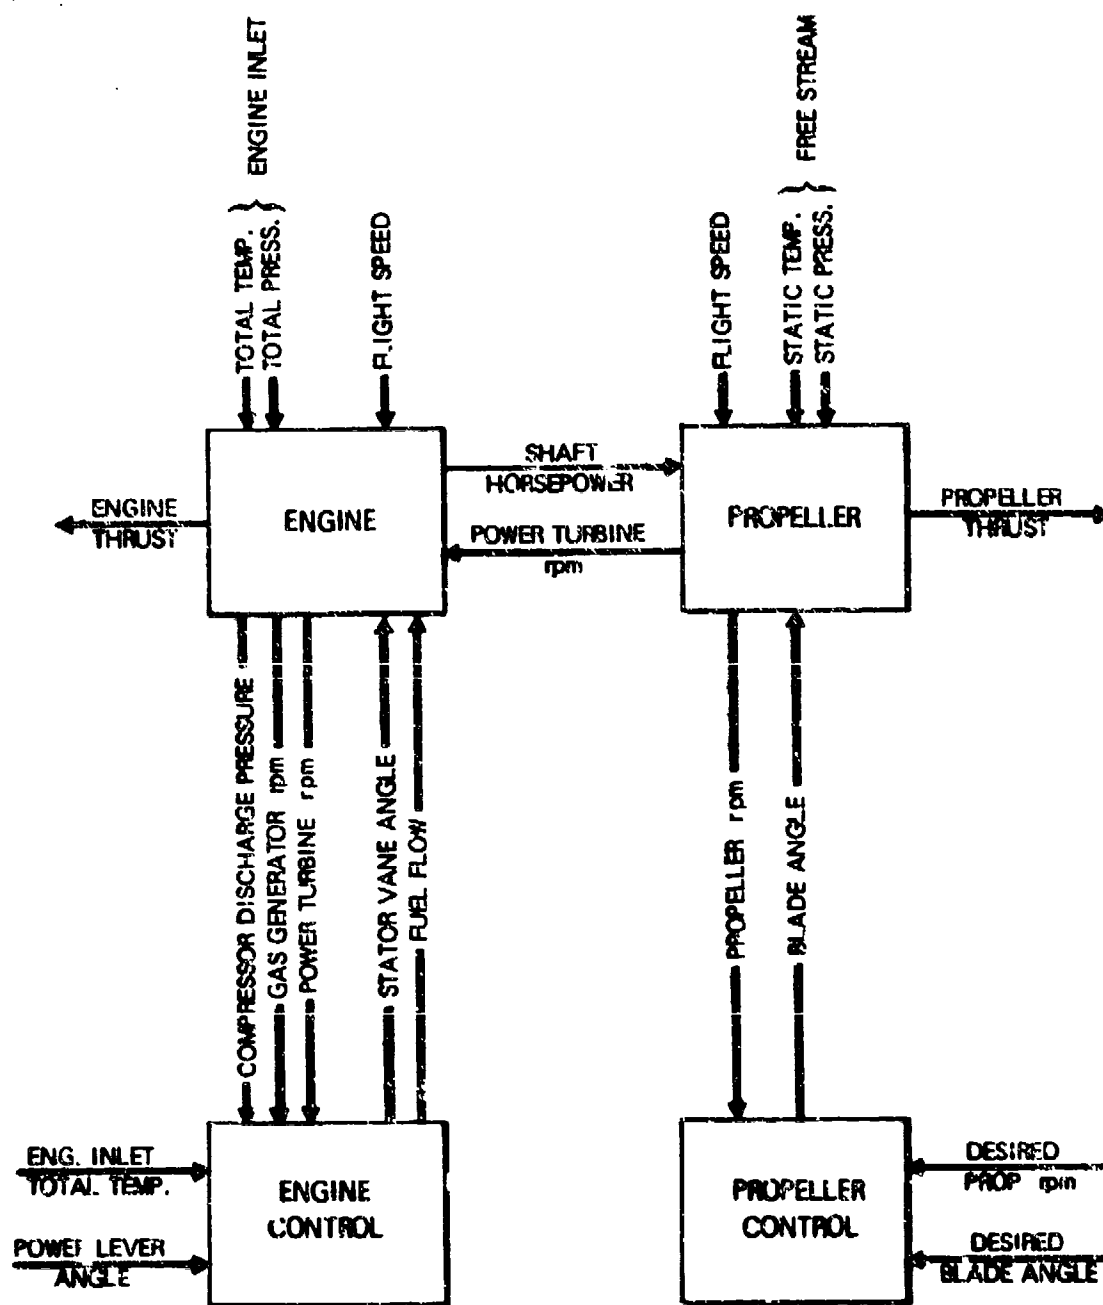 ENGINE INLET
TOTAL TEMP.
TOTAL PRESS.
FLIGHT SPEED
FLIGHT SPEED
FREE STREAM
STATIC TEMP.
STATIC PRESS.
ENGINE
THRUST
ENGINE
SHAFT
HORSEPOWER
POWER TURBINE
rpm
PROPELLER
PROPELLER
THRUST
COMPRESSOR DISCHARGE PRESSURE
GAS GENERATOR rpm
POWER TURBINE rpm
STATOR VANE ANGLE
FUEL FLOW
PROPELLER rpm
BLADE ANGLE
ENG. INLET
TOTAL TEMP.
POWER LEVER
ANGLE
ENGINE
CONTROL
PROPELLER
CONTROL
DESIRED
PROP rpm
DESIRED
BLADE ANGLE